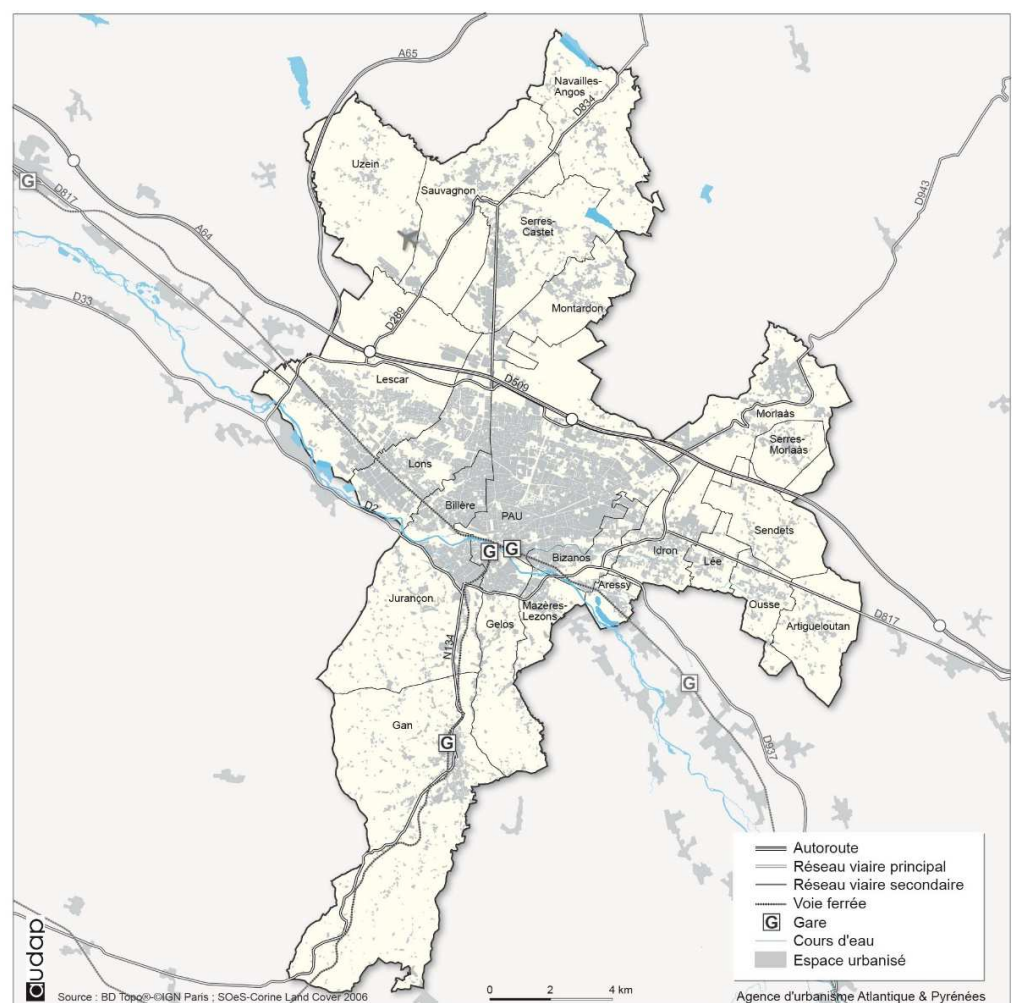 A65
Navailles-
Angos
D834
Uzein
Sauvagnon
G
D817
Serres-
Castet
D943
A64
D33
Montardon
D289
Lescar
D509
Morlaàs
Serres-
Morlaàs
Lons
D2
Billère
PAU
Sendets
G
G
Bizanos
Idron
Lée
Aressy
Jurançon
Mazères-
Lezons
Ousse
D817
Gelos
Artigueloutan
N134
G
Gan
G
D937
Autoroute
Réseau viaire principal
Réseau viaire secondaire
Voie ferrée
G
Gare
Cours d'eau
Espace urbanisé
audap
Source : BD Topo®-©IGN Paris ; SOeS-Corine Land Cover 2006
0 2 4 km
Agence d'urbanisme Atlantique & Pyrénées